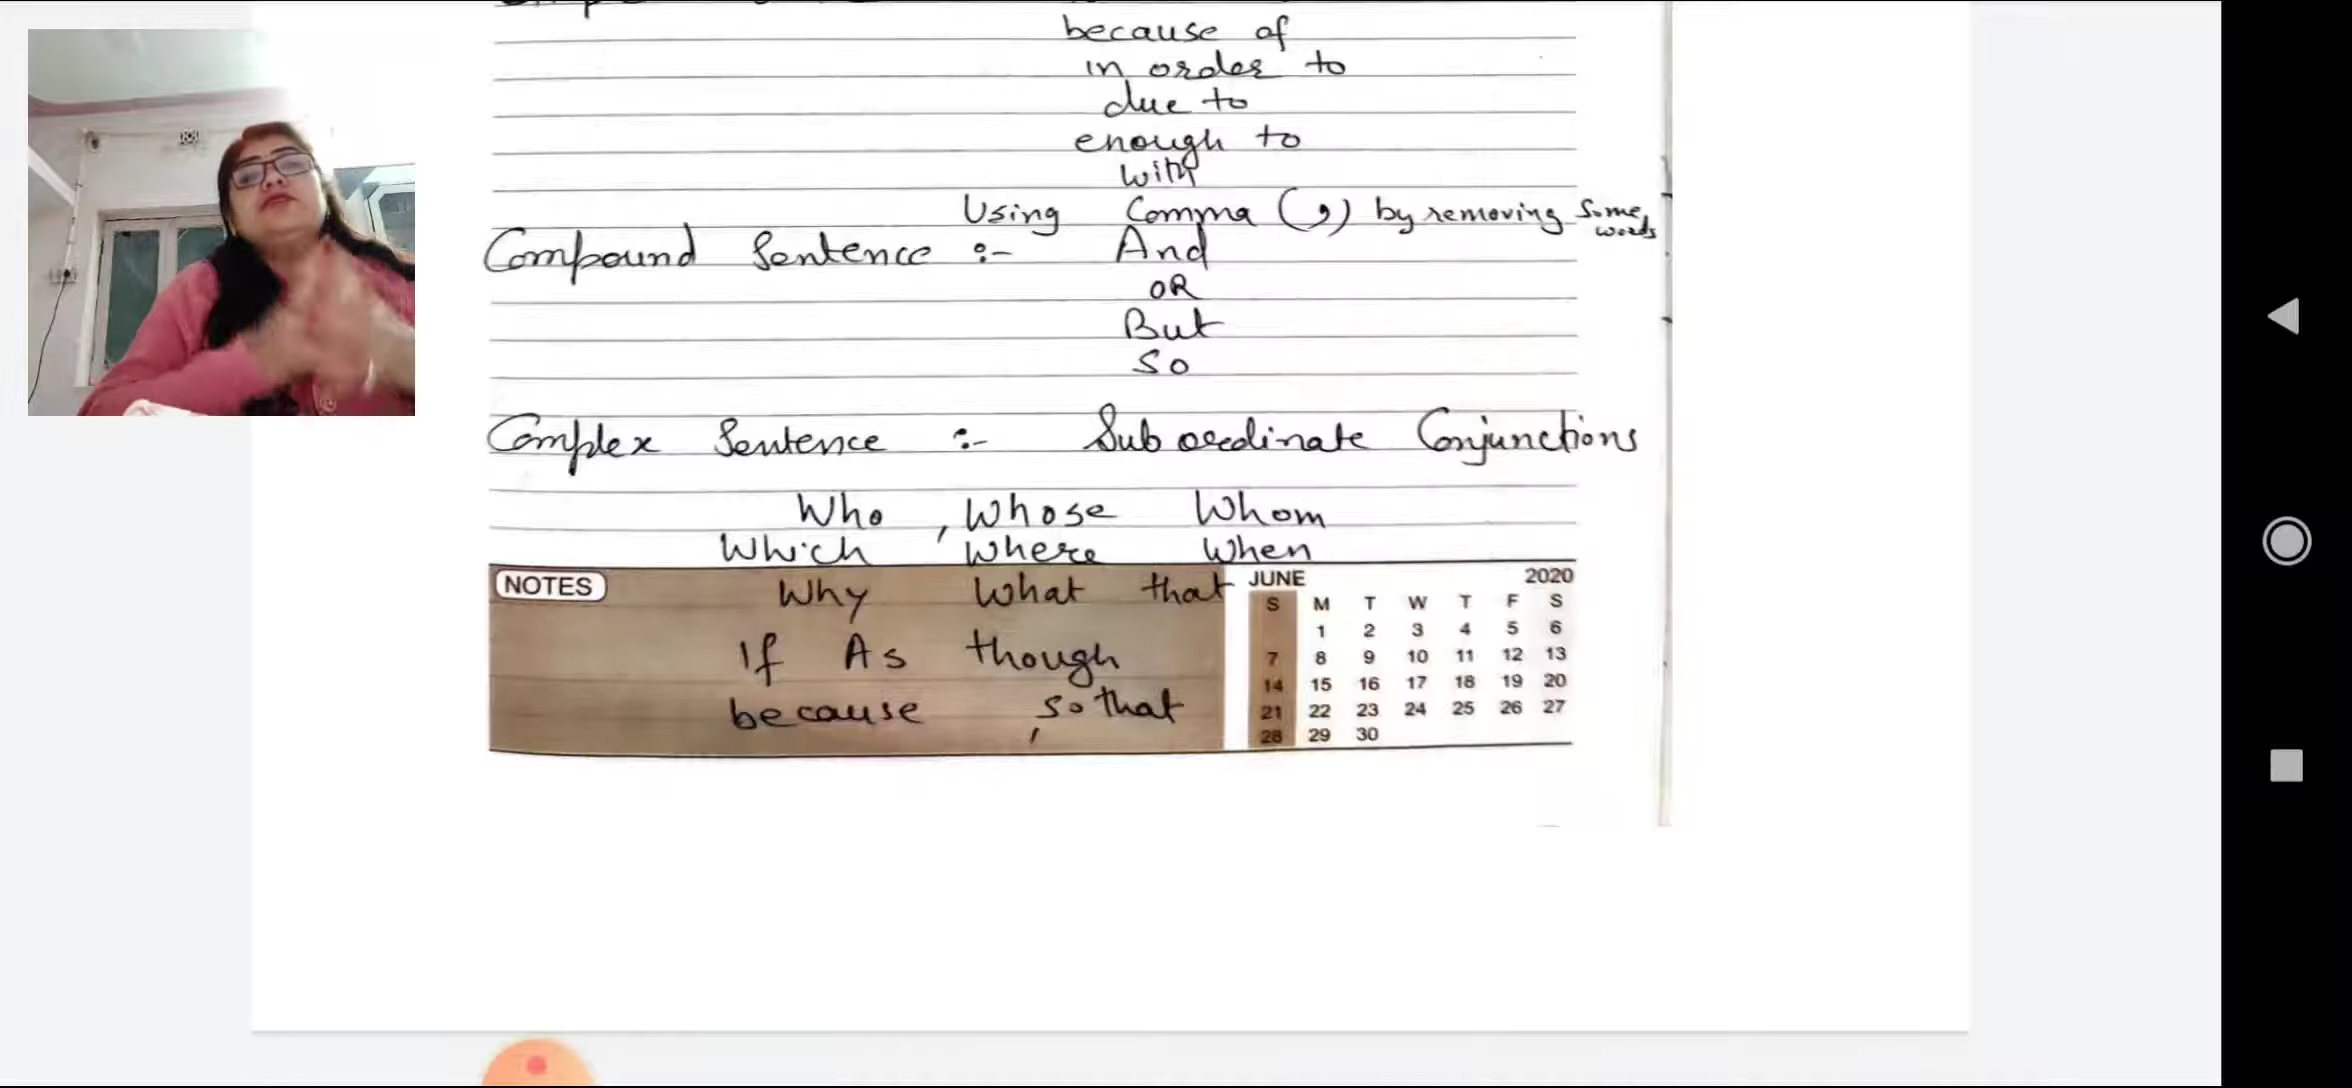 because of
in order to
due to
enough to
with
Using Comma (,) by removing some words
Compound Sentence :- And
OR
But
So
Complex Sentence :- Subordinate Conjunctions
Who , Whose Whom
Which , Where When
NOTES
Why What that
If As though
because , so that
JUNE 2020
S M T W T F S
1 2 3 4 5 6
7 8 9 10 11 12 13
14 15 16 17 18 19 20
21 22 23 24 25 26 27
28 29 30